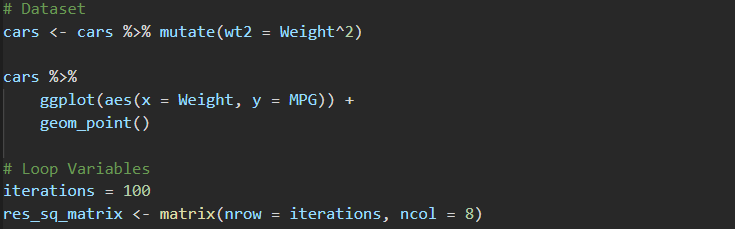 # Dataset
cars <- cars %>% mutate(wt2 = Weight^2)
cars %>%
ggplot(aes(x = Weight, y = MPG)) +
geom_point()
# Loop Variables
iterations = 100
res_sq_matrix <- matrix(nrow = iterations, ncol = 8)